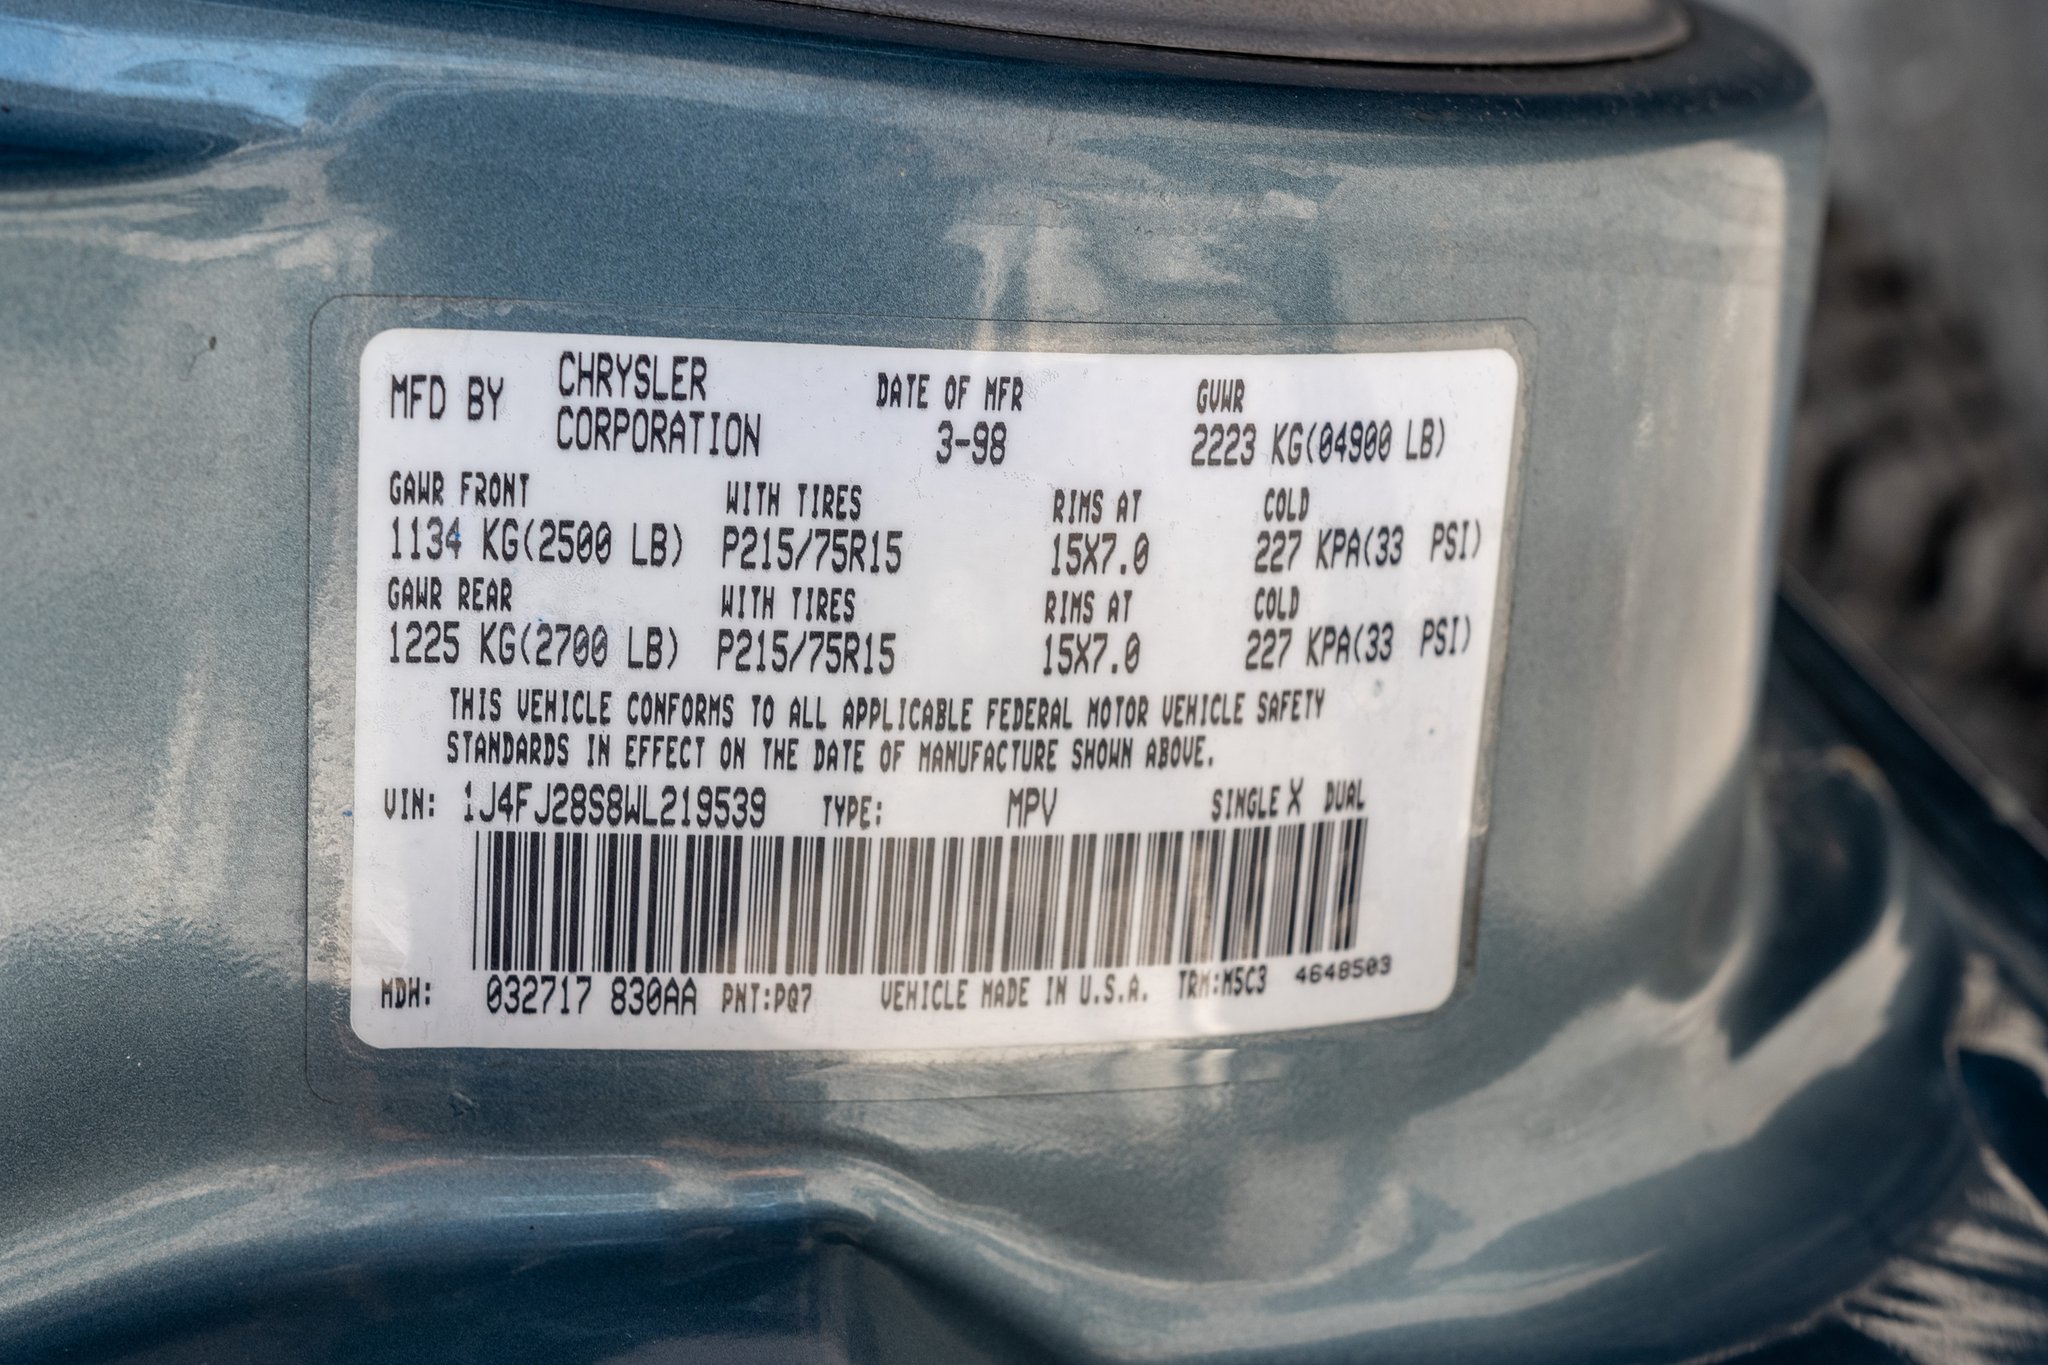 MFD BY CHRYSLER CORPORATION DATE OF MFR 3-98 GVWR 2223 KG(04900 LB)
GAWR FRONT WITH TIRES RIMS AT COLD
1134 KG(2500 LB) P215/75R15 15X7.0 227 KPA(33 PSI)
GAWR REAR WITH TIRES RIMS AT COLD
1225 KG(2700 LB) P215/75R15 15X7.0 227 KPA(33 PSI)
THIS VEHICLE CONFORMS TO ALL APPLICABLE FEDERAL MOTOR VEHICLE SAFETY
STANDARDS IN EFFECT ON THE DATE OF MANUFACTURE SHOWN ABOVE.
VIN: 1J4FJ28S8WL219539 TYPE: MPV SINGLE X DUAL
MDH: 032717 830AA PNT:PQ7 VEHICLE MADE IN U.S.A. TRM:M5C3 4648503